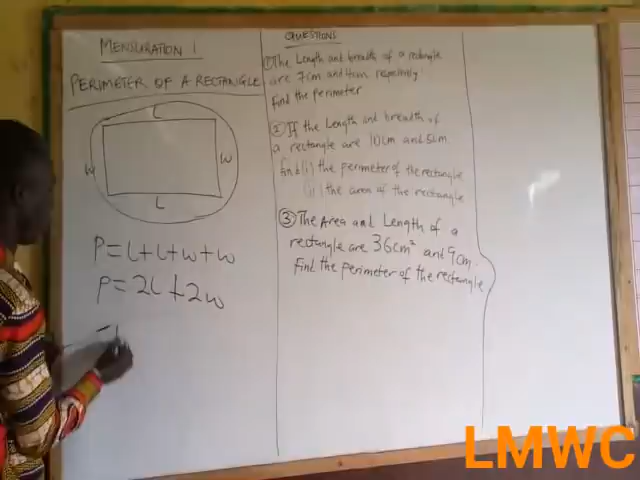 MENSURATION 1
PERIMETER OF A RECTANGLE
L
W
W
L
P=L+L+W+W
P=2L+2W
QUESTIONS
① The Length and breadth of a rectangle
are 7cm and 4cm
Find the perimeter
② If the Length and breadth of
a rectangle are 10cm and 5cm
find (i) the perimeter of the rectangle
(ii) the area of the rectangle
③ The Area and Length of a
rectangle are 36cm² and 9cm.
Find the perimeter of the rectangle
LMWC